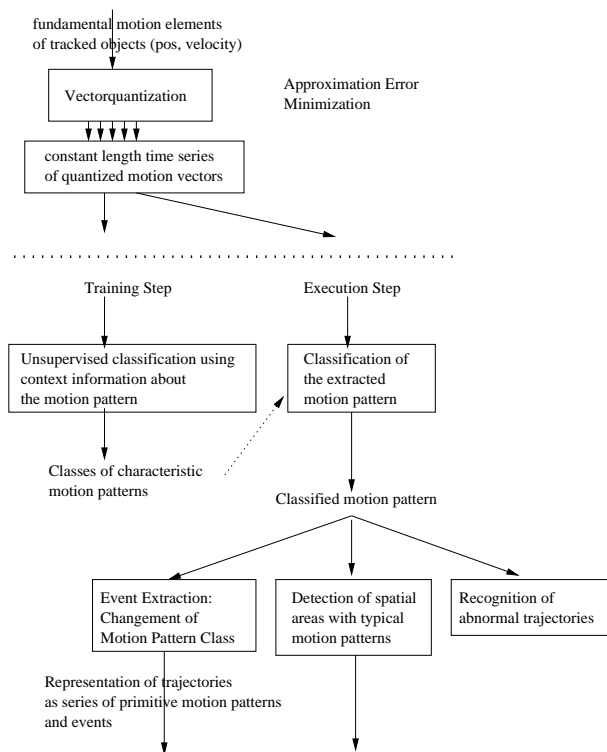 fundamental motion elements
of tracked objects (pos, velocity)
Vectorquantization
Approximation Error
Minimization
constant length time series
of quantized motion vectors
Training Step
Execution Step
Unsupervised classification using
context information about
the motion pattern
Classification of
the extracted
motion pattern
Classes of characteristic
motion patterns
Classified motion pattern
Event Extraction:
Changement of
Motion Pattern Class
Detection of spatial
areas with typical
motion patterns
Recognition of
abnormal trajectories
Representation of trajectories
as series of primitive motion patterns
and events